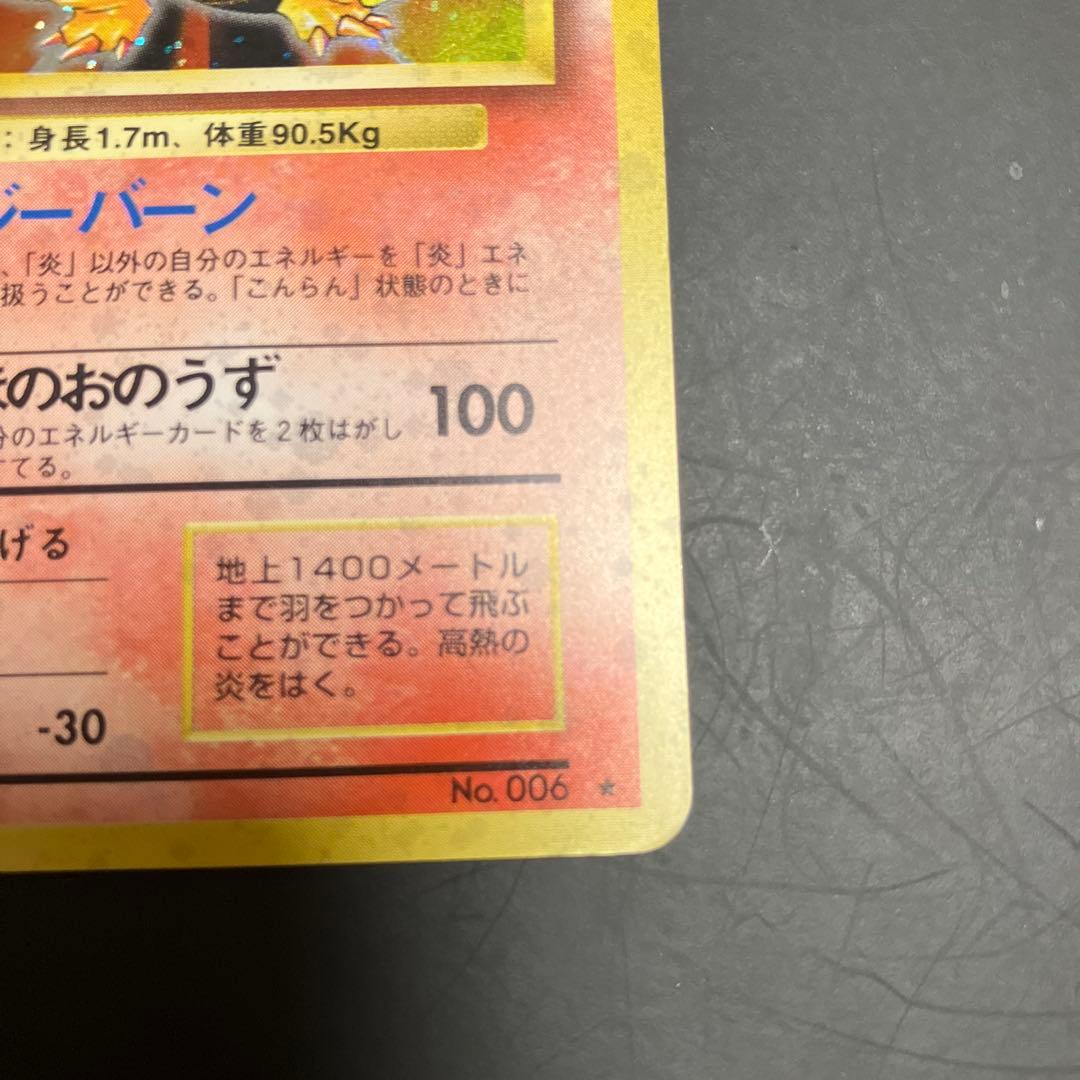 : 身長1.7m、体重90.5Kg
ジーバーン
、「炎」以外の自分のエネルギーを「炎」エネ
扱うことができる。「こんらん」状態のときに
ほのおのうず
100
分のエネルギーカードを2枚はがし
てる。
げる
地上1400メートル
まで羽をつかって飛ぶ
ことができる。高熱の
炎をはく。
-30
No. 006 ★